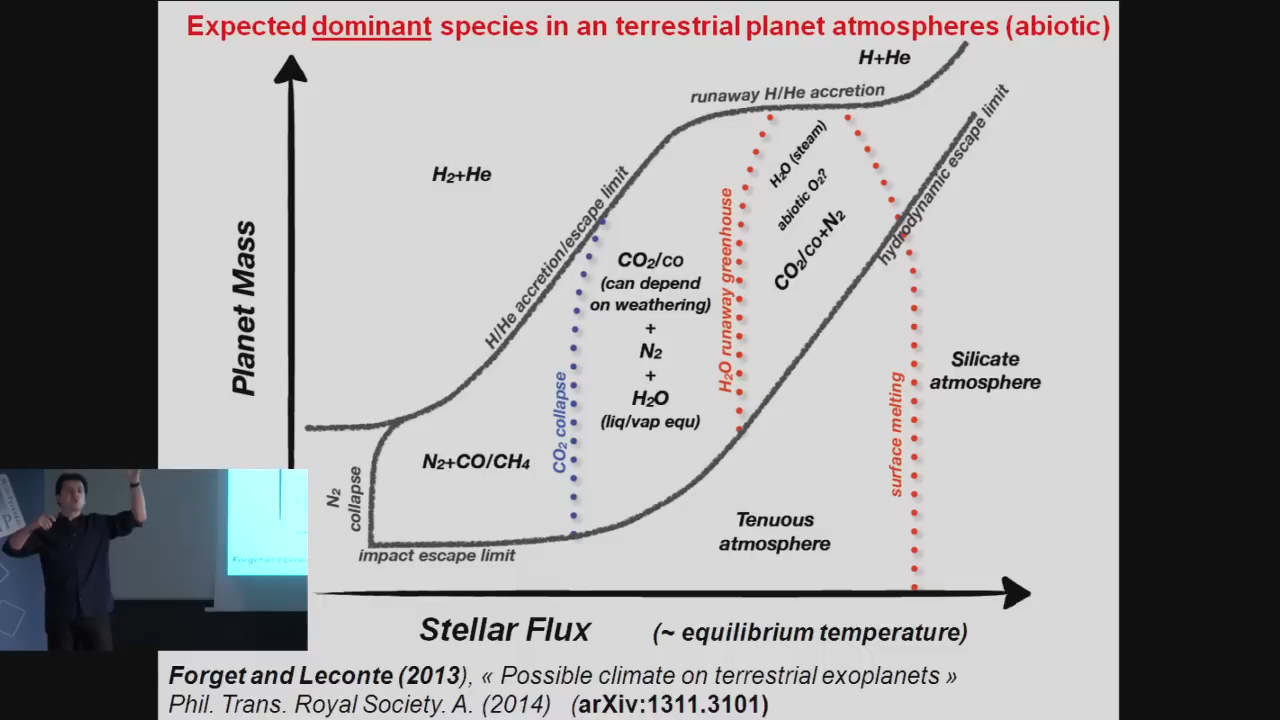 Expected dominant species in an terrestrial planet atmospheres (abiotic)
H+He
runaway H/He accretion
H2+He
H/He accretion/escape limit
H2O (steam)
abiotic O2?
CO2/co+N2
hydrodynamic escape limit
Planet Mass
CO2/co
(can depend
on weathering)
+
N2
+
H2O
(liq/vap equ)
H2O runaway greenhouse
CO2 collapse
Silicate
atmosphere
surface melting
N2+CO/CH4
N2
collapse
impact escape limit
Tenuous
atmosphere
Stellar Flux (~ equilibrium temperature)
Forget and Leconte
Forget and Leconte (2013), « Possible climate on terrestrial exoplanets »
Phil. Trans. Royal Society. A. (2014) (arXiv:1311.3101)